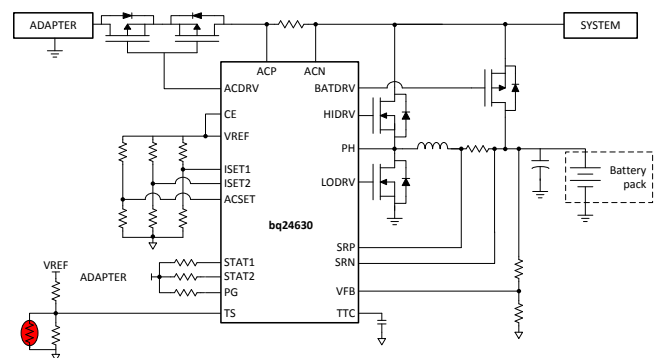 ADAPTER
SYSTEM
ACP
ACN
ACDRV
BATDRV
CE
HIDRV
VREF
PH
ISET1
ISET2
LODRV
ACSET
Battery
pack
bq24630
SRP
SRN
STAT1
VREF
ADAPTER
STAT2
PG
VFB
TS
TTC